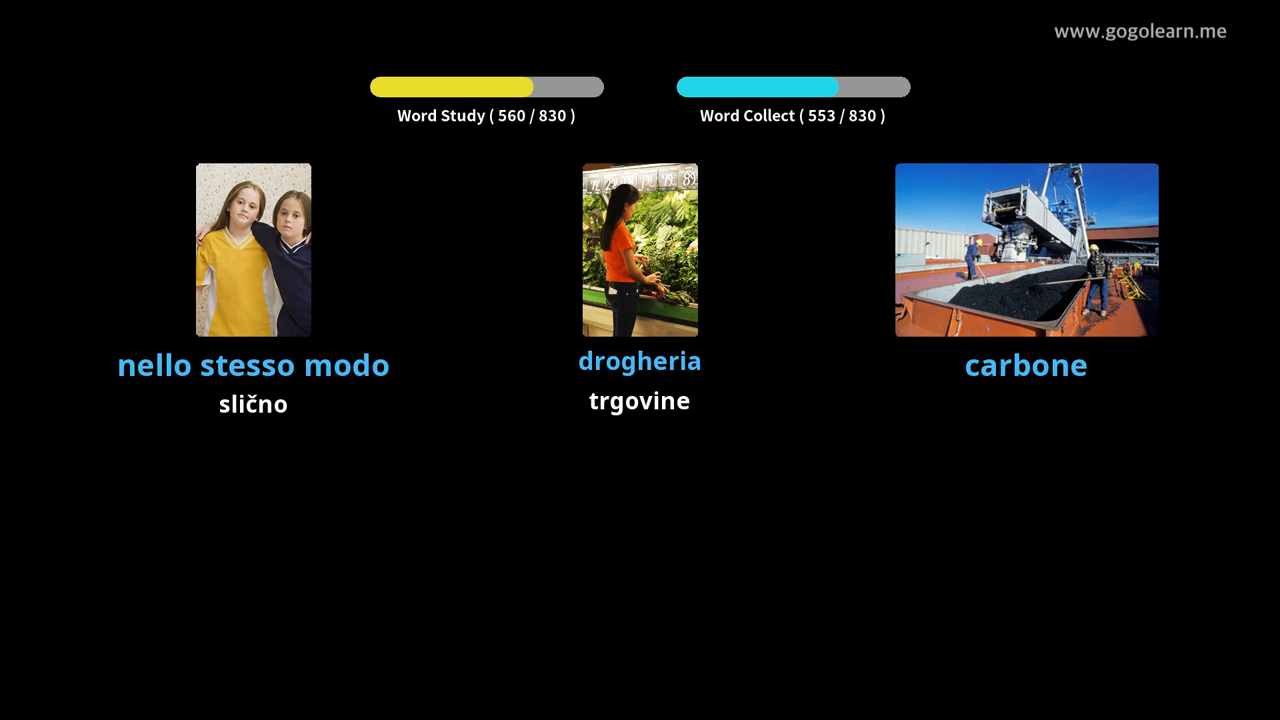 www.gogolearn.me
Word Study ( 560 / 830 )
Word Collect ( 553 / 830 )
nello stesso modo
slično
drogheria
trgovine
carbone